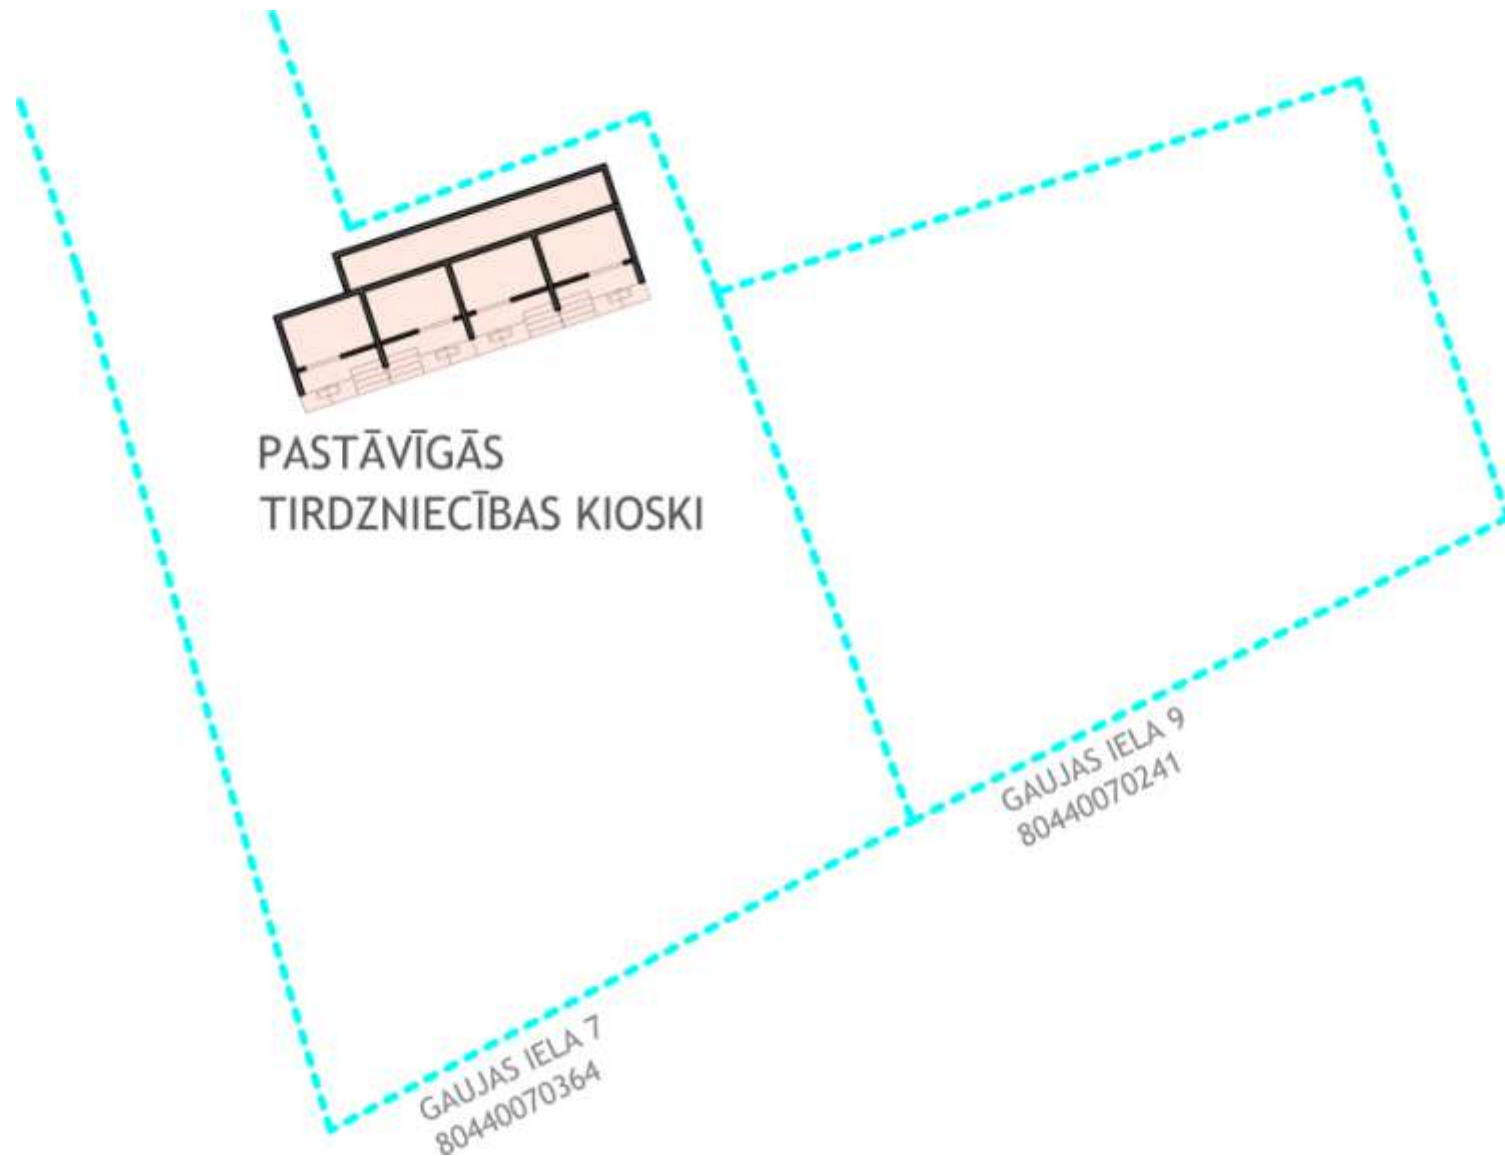 PASTĀVĪGĀS
TIRDZNIECĪBAS KIOSKI
GAUJAS IELA 9
80440070241
GAUJAS IELA 7
80440070364